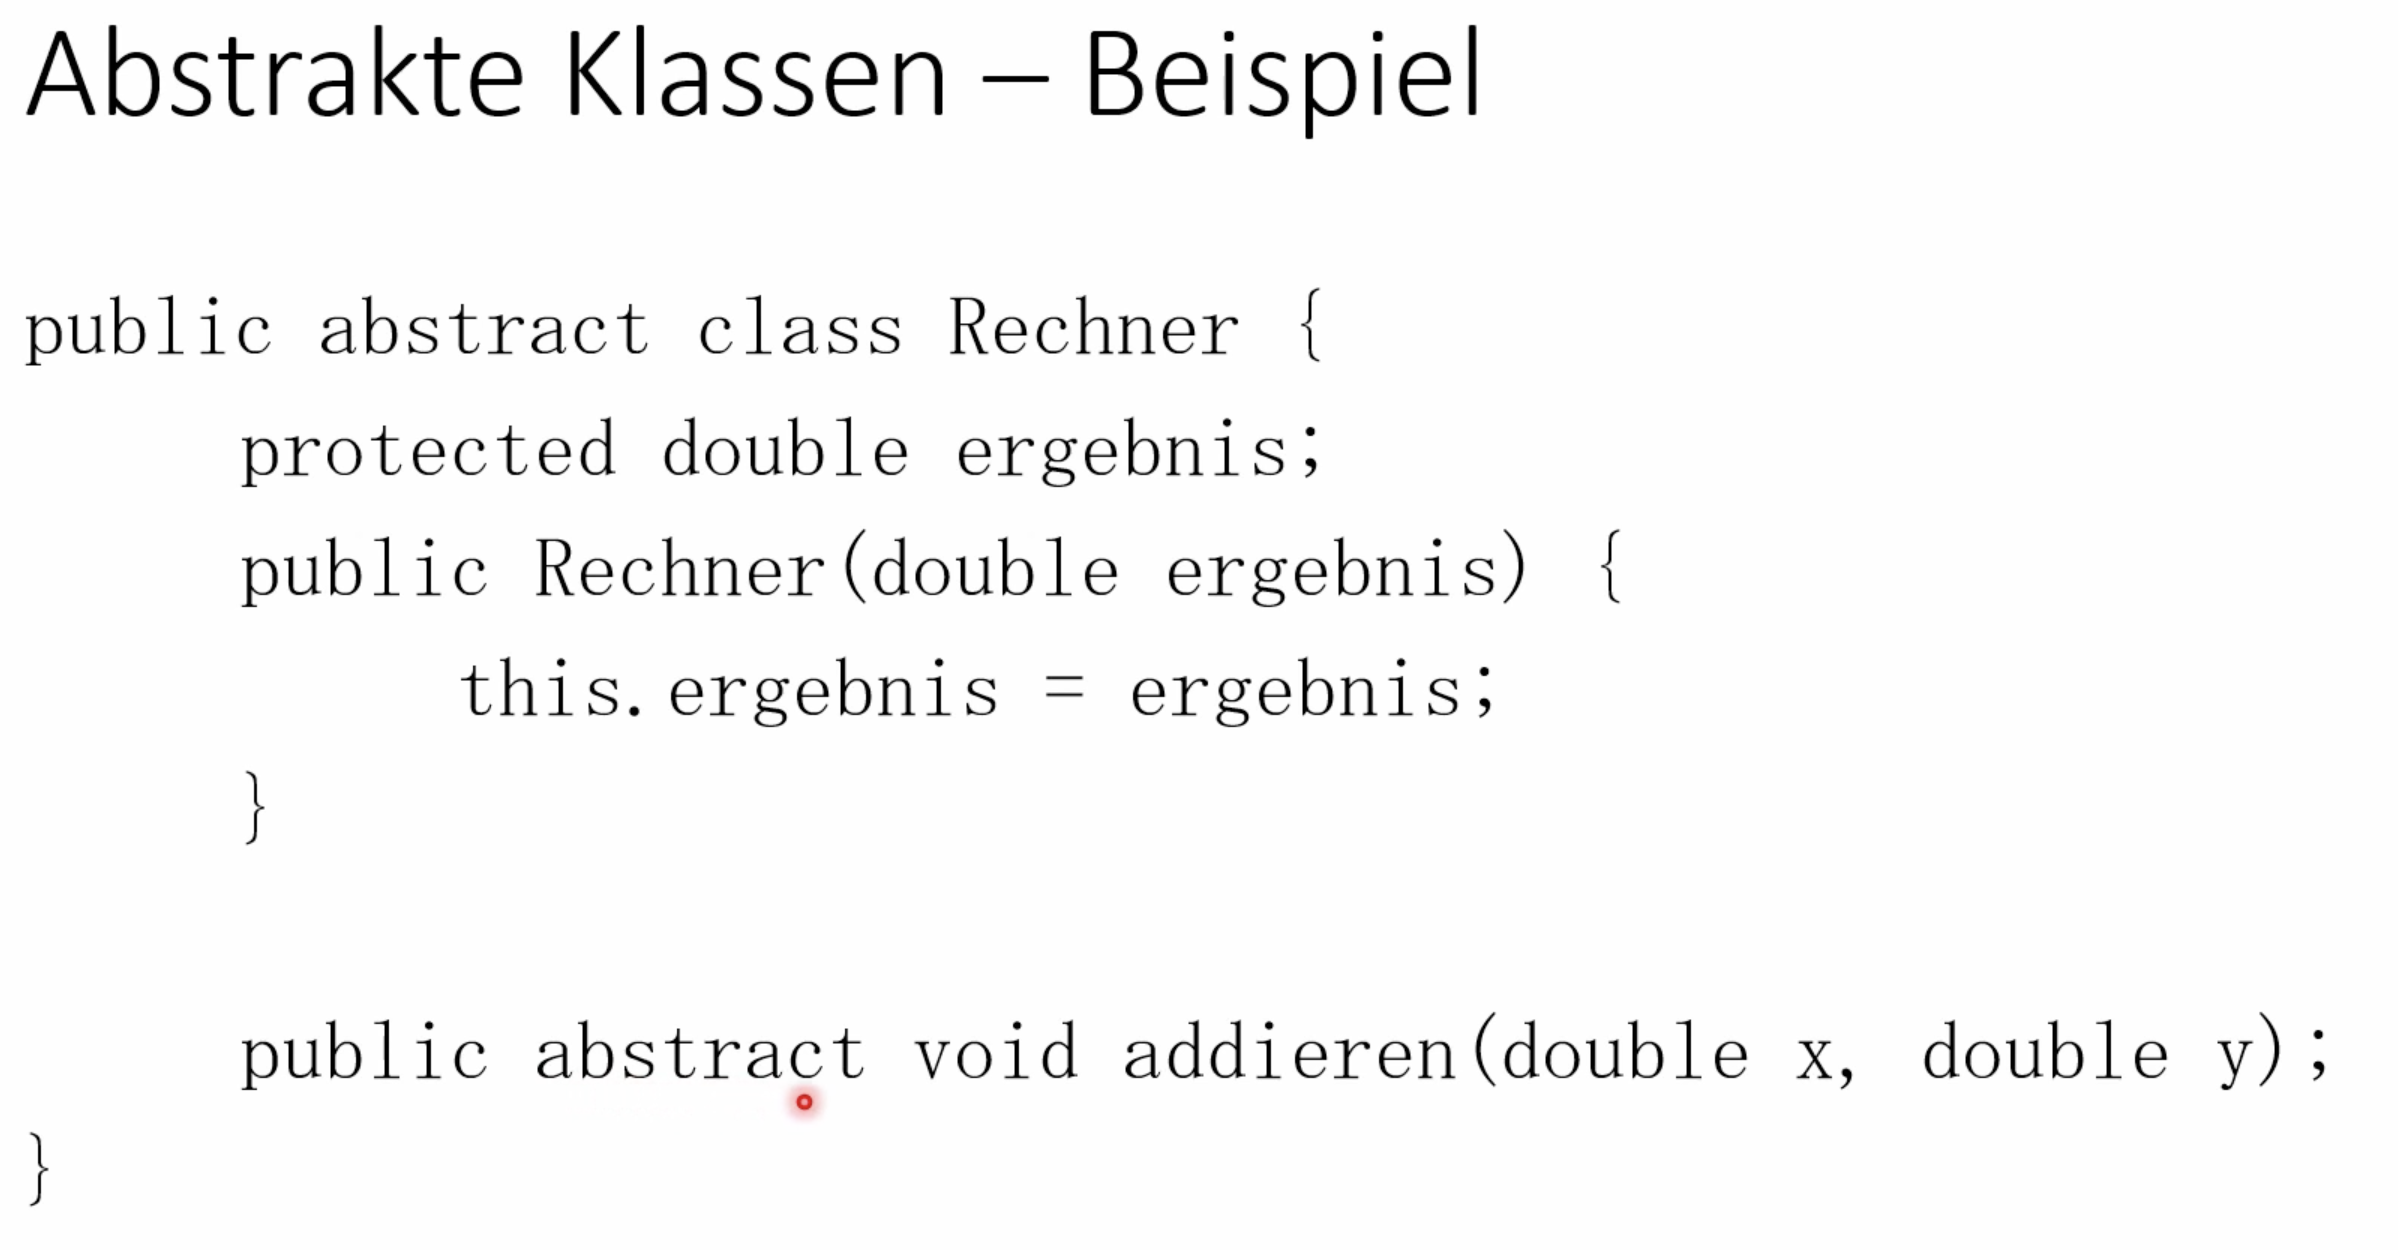 Abstrakte Klassen – Beispiel
public abstract class Rechner {
protected double ergebnis;
public Rechner(double ergebnis) {
this.ergebnis = ergebnis;
}
public abstract void addieren(double x, double y);
}